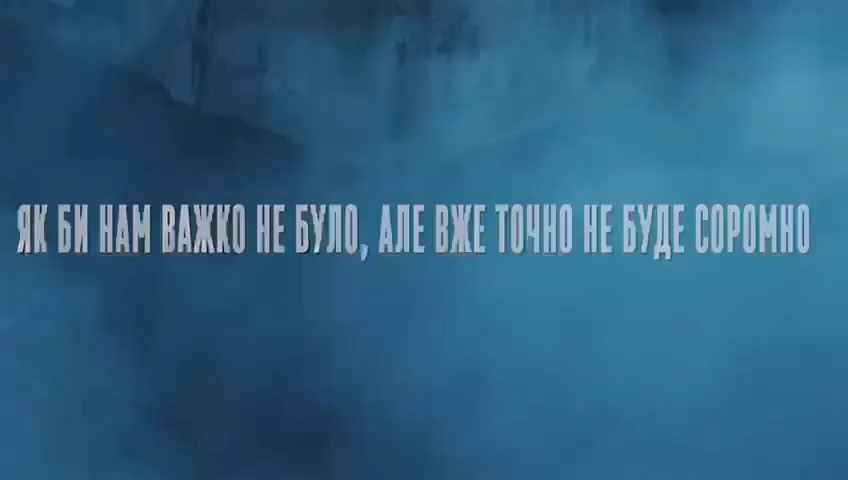 ЯК БИ НАМ ВАЖКО НЕ БУЛО, АЛЕ ВЖЕ ТОЧНО НЕ БУДЕ СОРОМНО